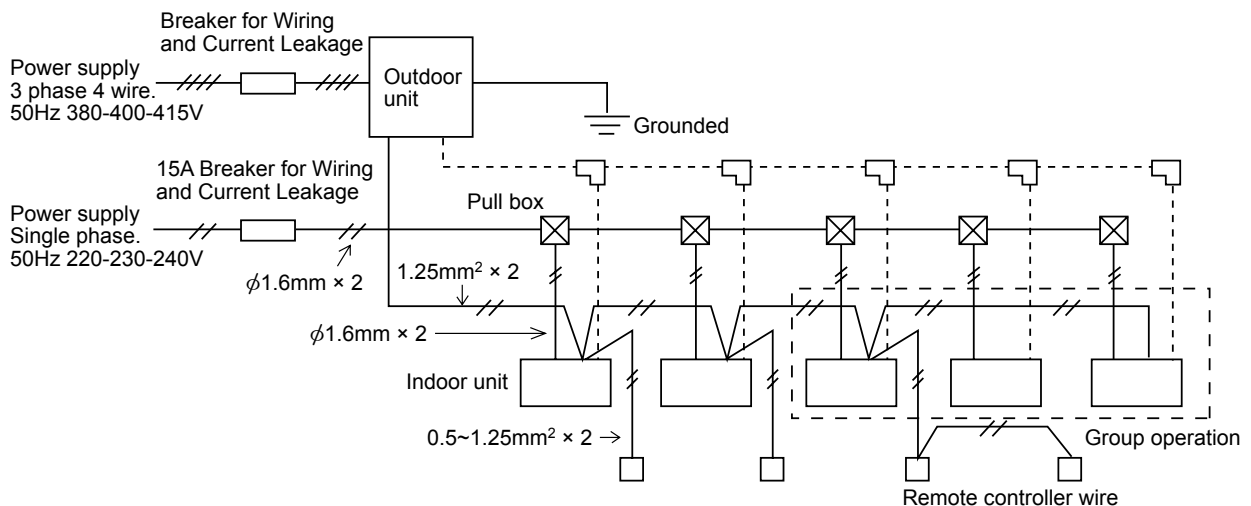 Breaker for Wiring
and Current Leakage
Power supply
3 phase 4 wire.
50Hz 380-400-415V
Outdoor
unit
Grounded
15A Breaker for Wiring
and Current Leakage
Power supply
Single phase.
50Hz 220-230-240V
Pull box
ϕ1.6mm × 2
1.25mm² × 2
ϕ1.6mm × 2
Indoor unit
0.5~1.25mm² × 2
Group operation
Remote controller wire